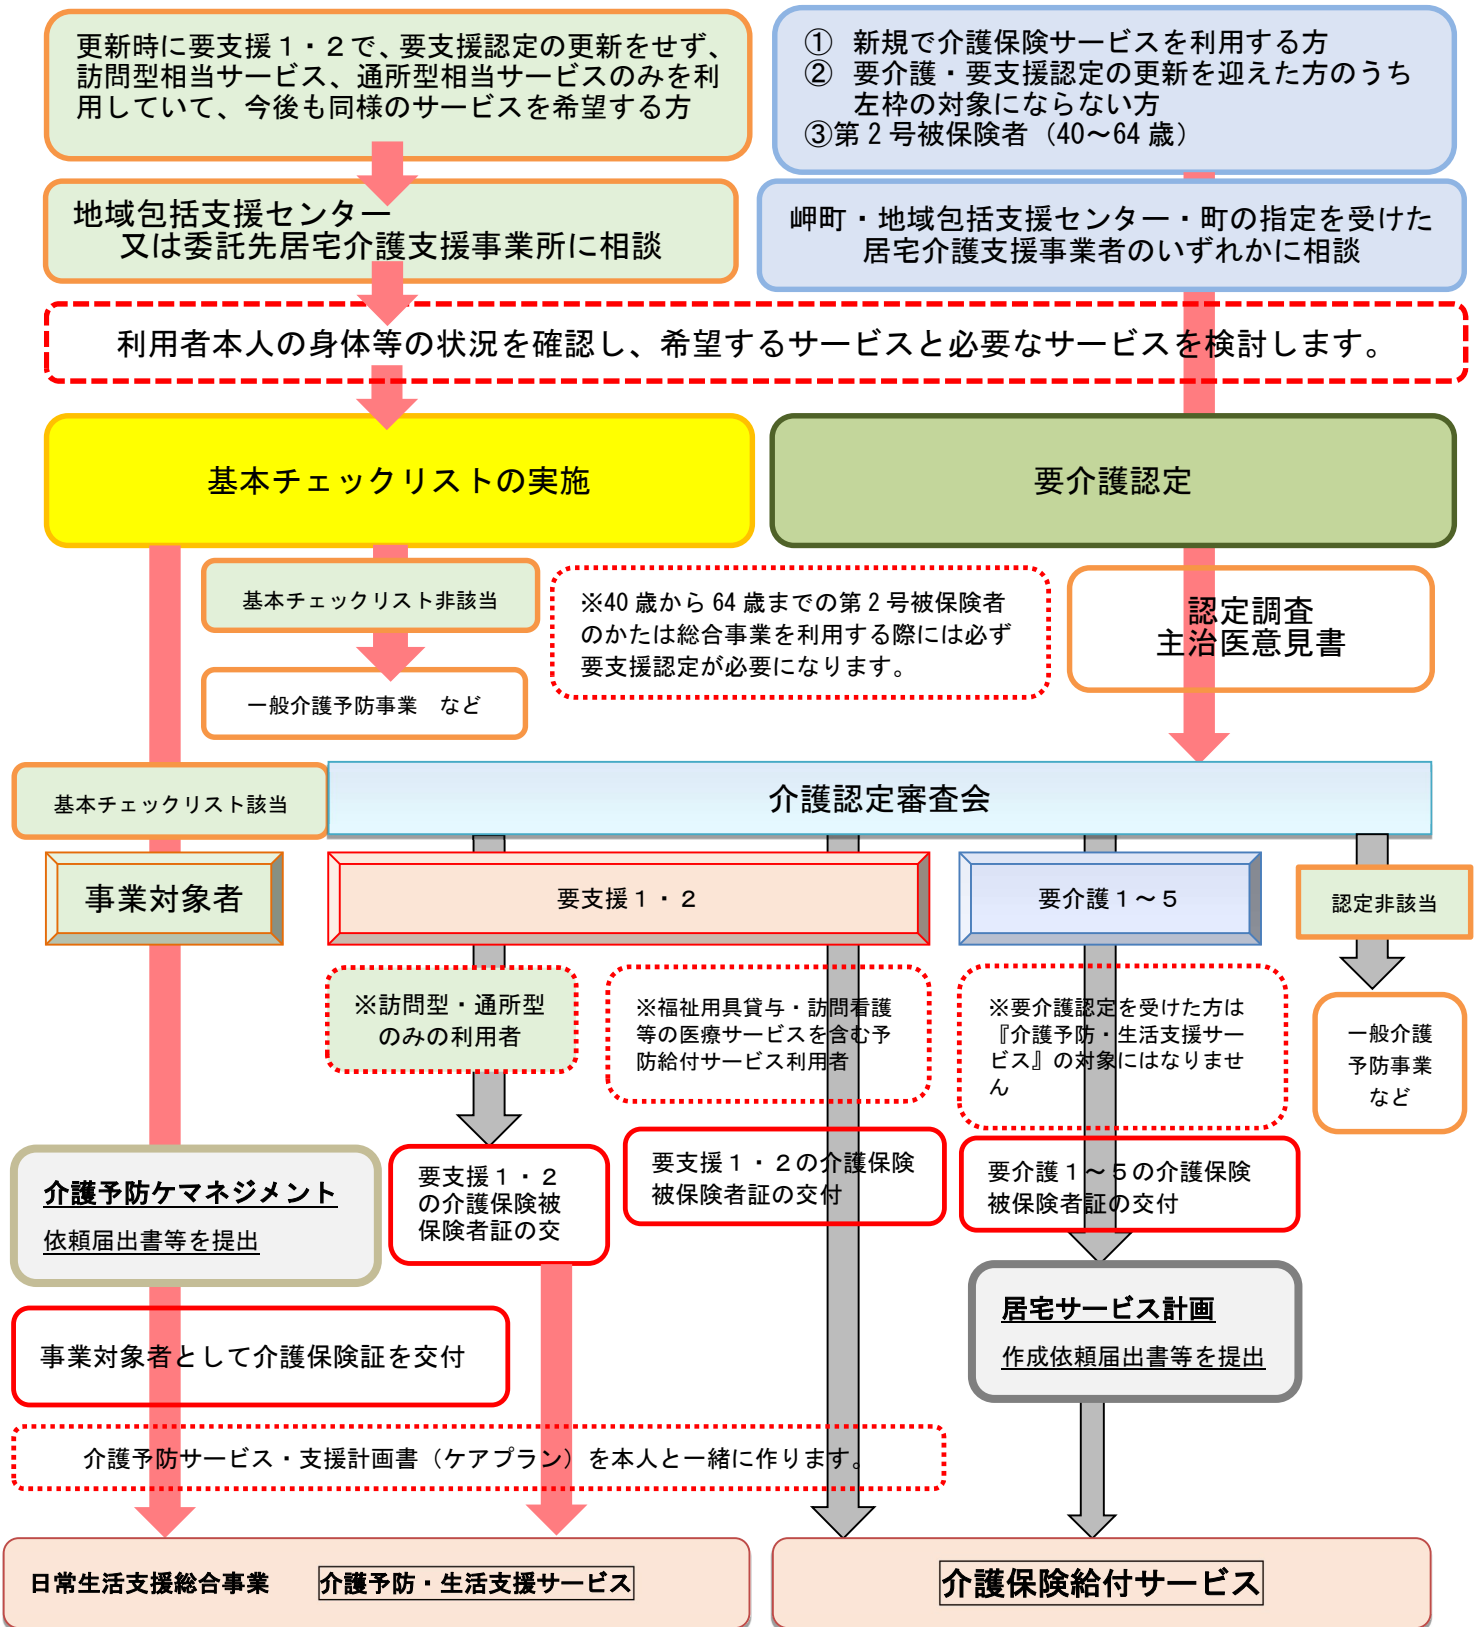 更新時に要支援１・２で、要支援認定の更新をせず、
訪問型相当サービス、通所型相当サービスのみを利
用していて、今後も同様のサービスを希望する方
① 新規で介護保険サービスを利用する方
② 要介護・要支援認定の更新を迎えた方のうち
左枠の対象にならない方
③第２号被保険者（40～64 歳）
地域包括支援センター
又は委託先居宅介護支援事業所に相談
岬町・地域包括支援センター・町の指定を受けた
居宅介護支援事業者のいずれかに相談
利用者本人の身体等の状況を確認し、希望するサービスと必要なサービスを検討します。
基本チェックリストの実施
要介護認定
基本チェックリスト非該当
一般介護予防事業　など
※40 歳から 64 歳までの第２号被保険者
のかたは総合事業を利用する際には必ず
要支援認定が必要になります。
認定調査
主治医意見書
基本チェックリスト該当
介護認定審査会
事業対象者
要支援１・２
要介護１～５
認定非該当
※訪問型・通所型
のみの利用者
※福祉用具貸与・訪問看護
等の医療サービスを含む予
防給付サービス利用者
※要介護認定を受けた方は
『介護予防・生活支援サー
ビス』の対象にはなりませ
ん
一般介護
予防事業
など
介護予防ケマネジメント
依頼届出書等を提出
要支援１・２
の介護保険被
保険者証の交
要支援１・２の介護保険
被保険者証の交付
要介護１～５の介護保険
被保険者証の交付
事業対象者として介護保険証を交付
居宅サービス計画
作成依頼届出書等を提出
介護予防サービス・支援計画書（ケアプラン）を本人と一緒に作ります。
日常生活支援総合事業　介護予防・生活支援サービス
介護保険給付サービス